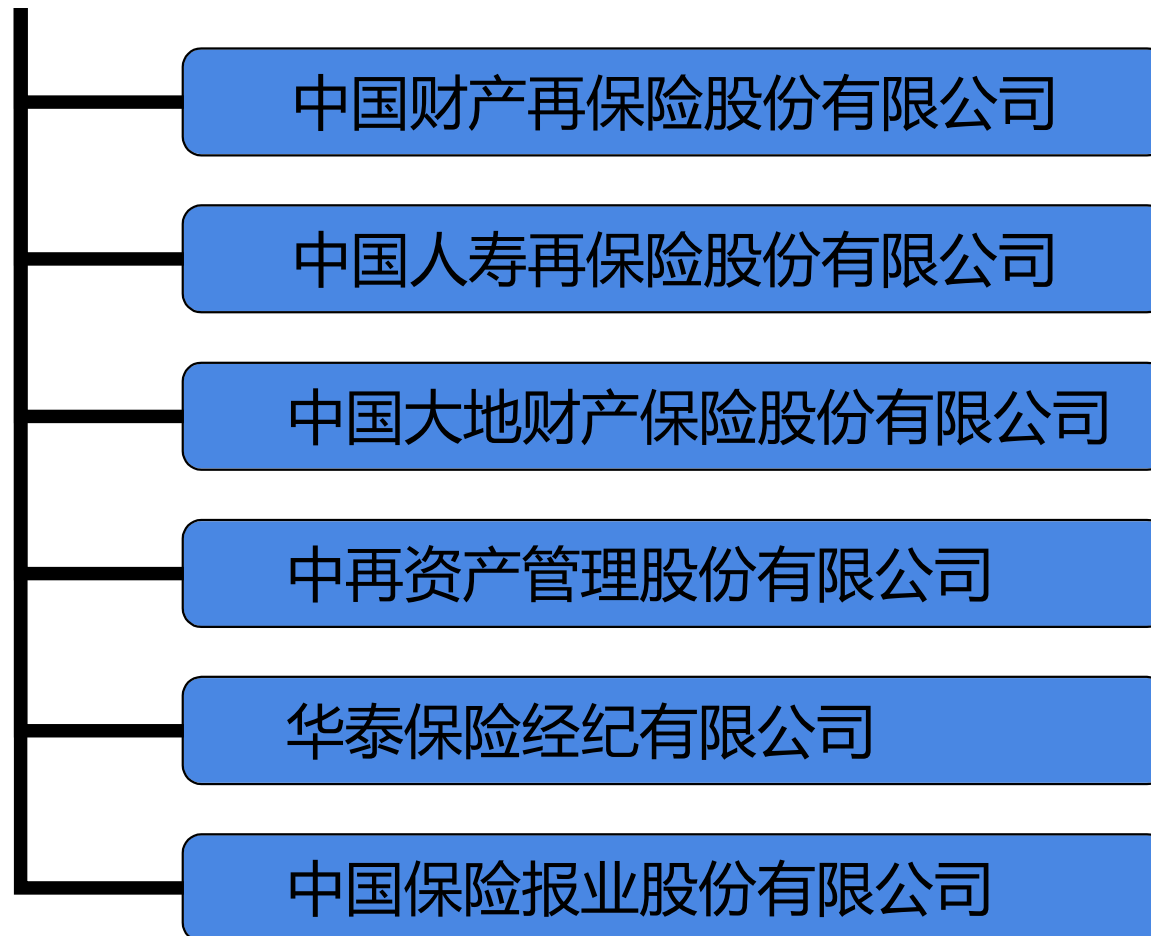 中国财产再保险股份有限公司
中国人寿再保险股份有限公司
中国大地财产保险股份有限公司
中再资产管理股份有限公司
华泰保险经纪有限公司
中国保险报业股份有限公司